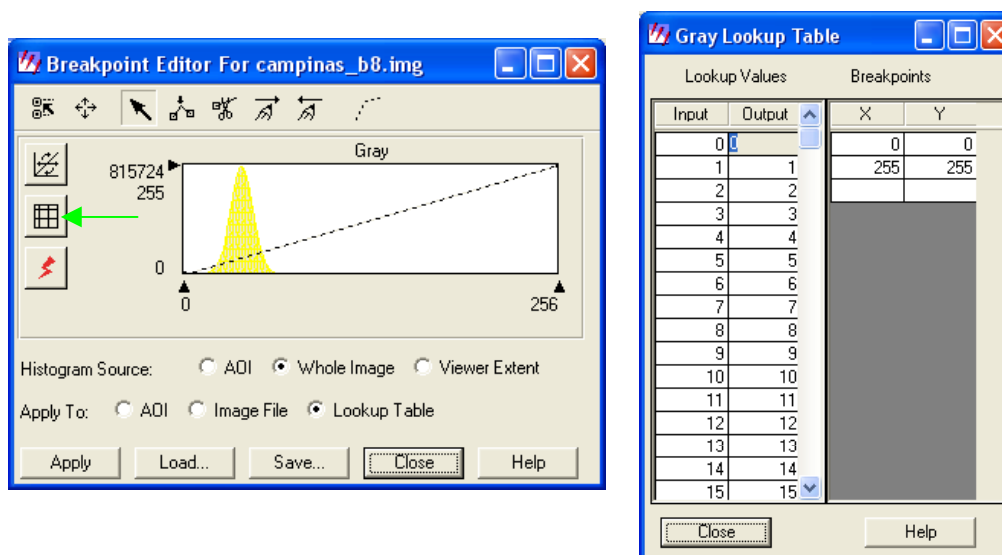 Breakpoint Editor For campinas_b8.img
Gray
815724
255
0
0
256
Histogram Source: AOI Whole Image Viewer Extent
Apply To: AOI Image File Lookup Table
Apply Load... Save... Close Help
Gray Lookup Table
Lookup Values Breakpoints
Input Output X Y
0 0 0 0
1 1 255 255
2 2
3 3
4 4
5 5
6 6
7 7
8 8
9 9
10 10
11 11
12 12
13 13
14 14
15 15
Close Help